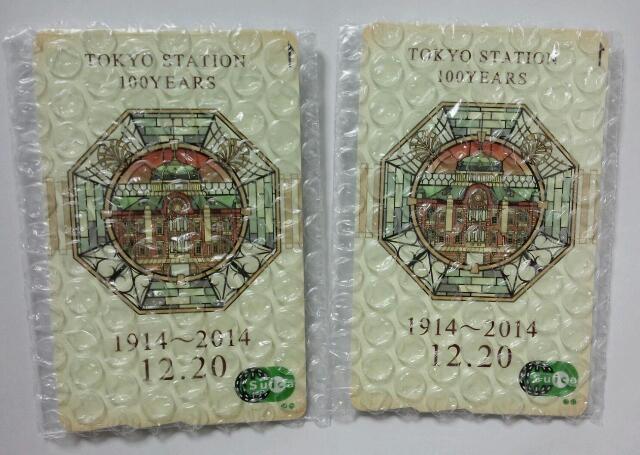 TOKYO STATION
100YEARS
1914～2014
12.20
Suica
TOKYO STATION
100YEARS
1914～2014
12.20
Suica